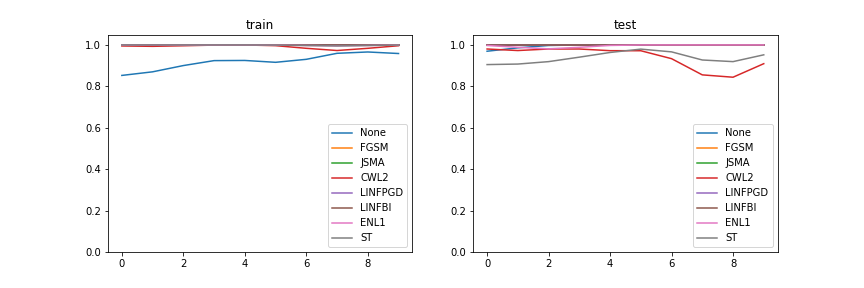 train
1.0
0.8
0.6
0.4
0.2
0.0
0
2
4
6
8
None
FGSM
JSMA
CWL2
LINFPGD
LINFBI
ENL1
ST
test
1.0
0.8
0.6
0.4
0.2
0.0
0
2
4
6
8
None
FGSM
JSMA
CWL2
LINFPGD
LINFBI
ENL1
ST